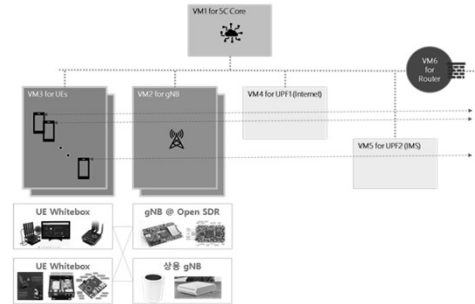 VM1 for 5C Core
VM6
for
Router
VM3 for UEs
VM2 for gNB
VM4 for UPF1(Internet)
VM5 for UPF2 (IMS)
UE Whitebox
gNB @ Open SDR
UE Whitebox
상용 gNB